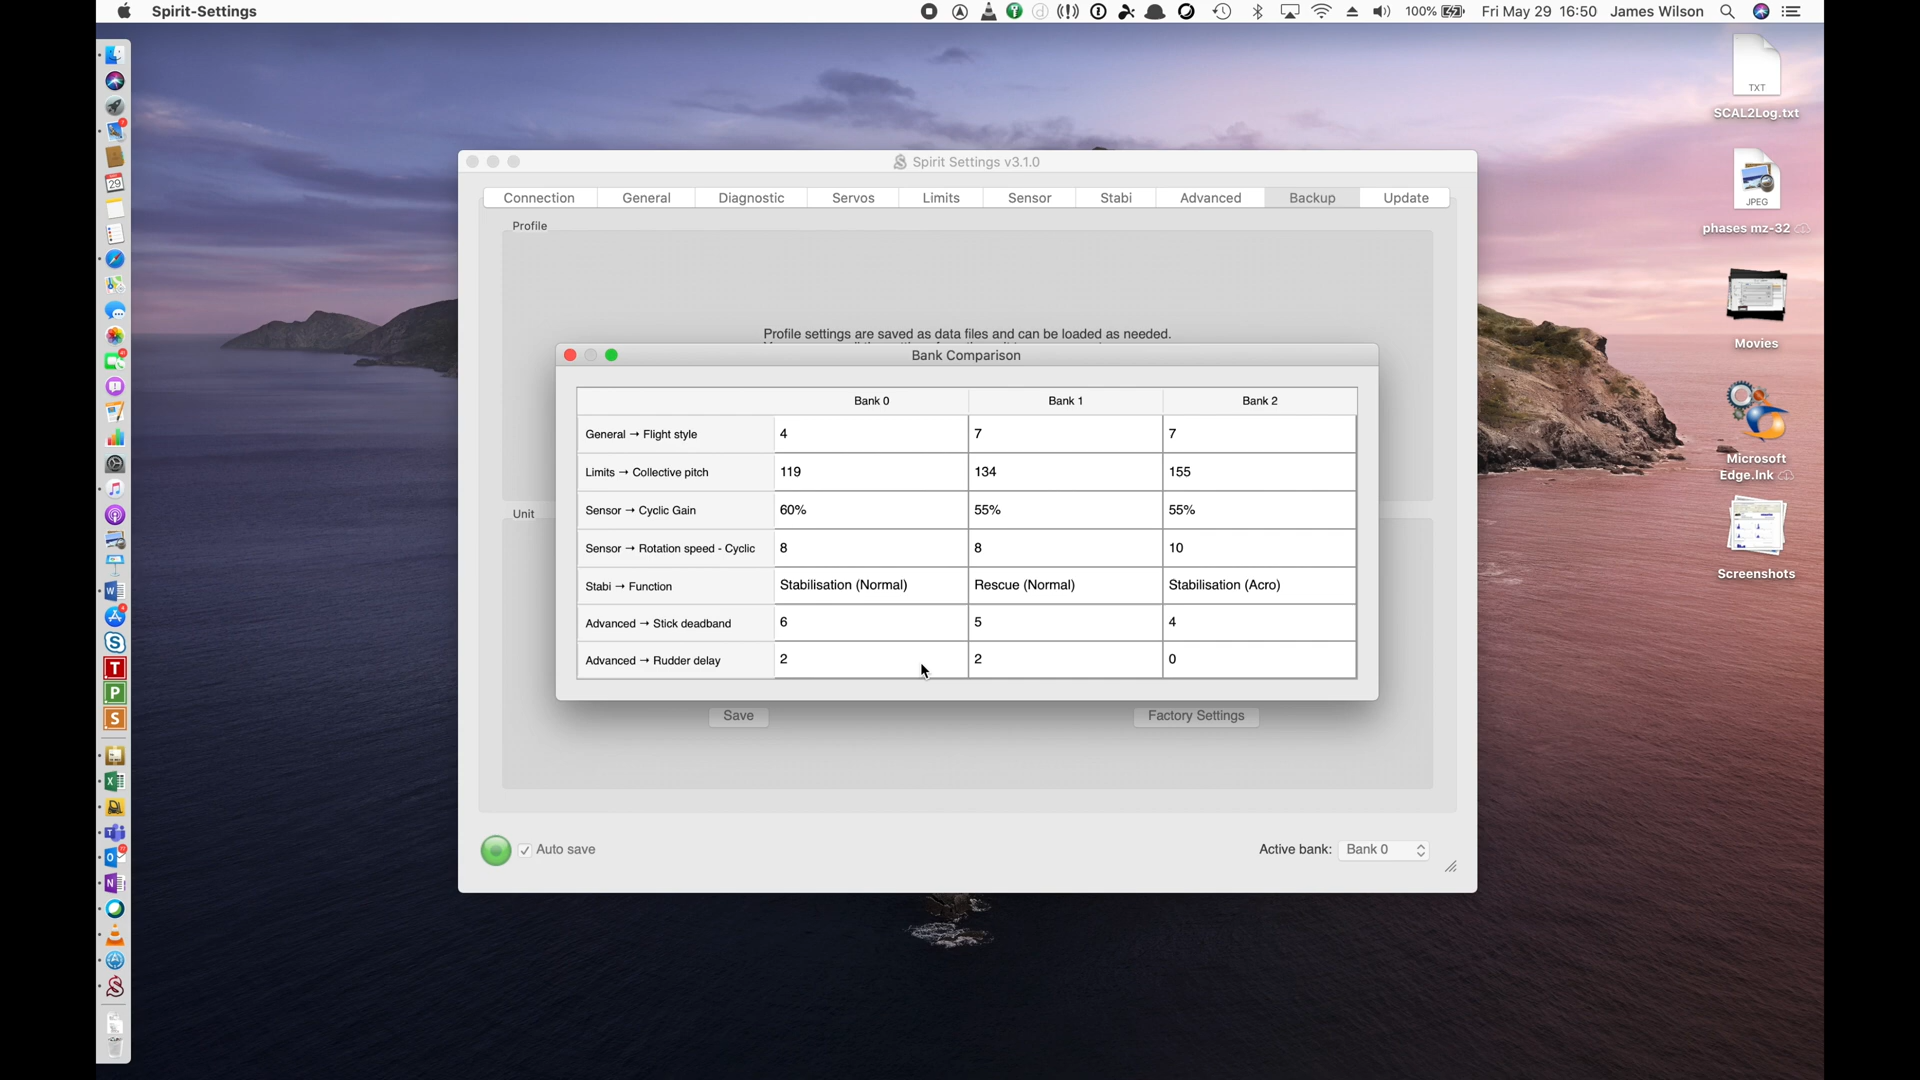 Spirit-Settings
100%
Fri May 29 16:50
James Wilson
TXT
SCAL2Log.txt
JPEG
phases mz-32
Movies
Microsoft
Edge.lnk
Screenshots
Spirit Settings v3.1.0
Connection General Diagnostic Servos Limits Sensor Stabi Advanced Backup Update
Profile
Profile settings are saved as data files and can be loaded as needed.
Bank Comparison
Bank 0 Bank 1 Bank 2
General → Flight style 4 7 7
Limits → Collective pitch 119 134 155
Sensor → Cyclic Gain 60% 55% 55%
Sensor → Rotation speed - Cyclic 8 8 10
Stabi → Function Stabilisation (Normal) Rescue (Normal) Stabilisation (Acro)
Advanced → Stick deadband 6 5 4
Advanced → Rudder delay 2 2 0
Unit
Save Factory Settings
Auto save Active bank: Bank 0